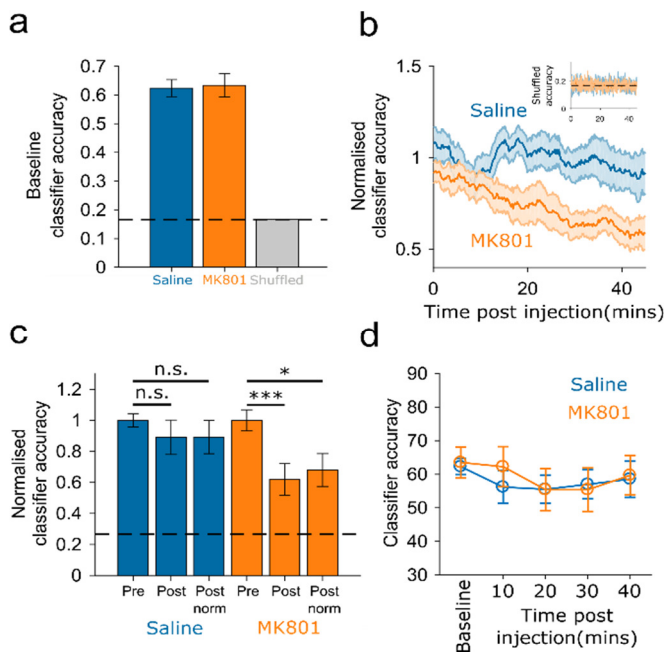 a
Baseline
classifier accuracy
0.7
0.6
0.5
0.4
0.3
0.2
0.1
0
Saline MK801 Shuffled
b
Normalised
classifier accuracy
1.5
1
0.5
Saline
MK801
0 20 40
Time post injection(mins)
Shuffled
accuracy
0.2
0 20 40
c
Normalised
classifier accuracy
1.2
1
0.8
0.6
0.4
0.2
0
n.s.
n.s.
*
***
Pre Post Post norm Pre Post Post norm
Saline MK801
d
Classifier accuracy
90
80
70
60
50
40
30
Saline
MK801
Baseline 10 20 30 40
Time post
injection(mins)